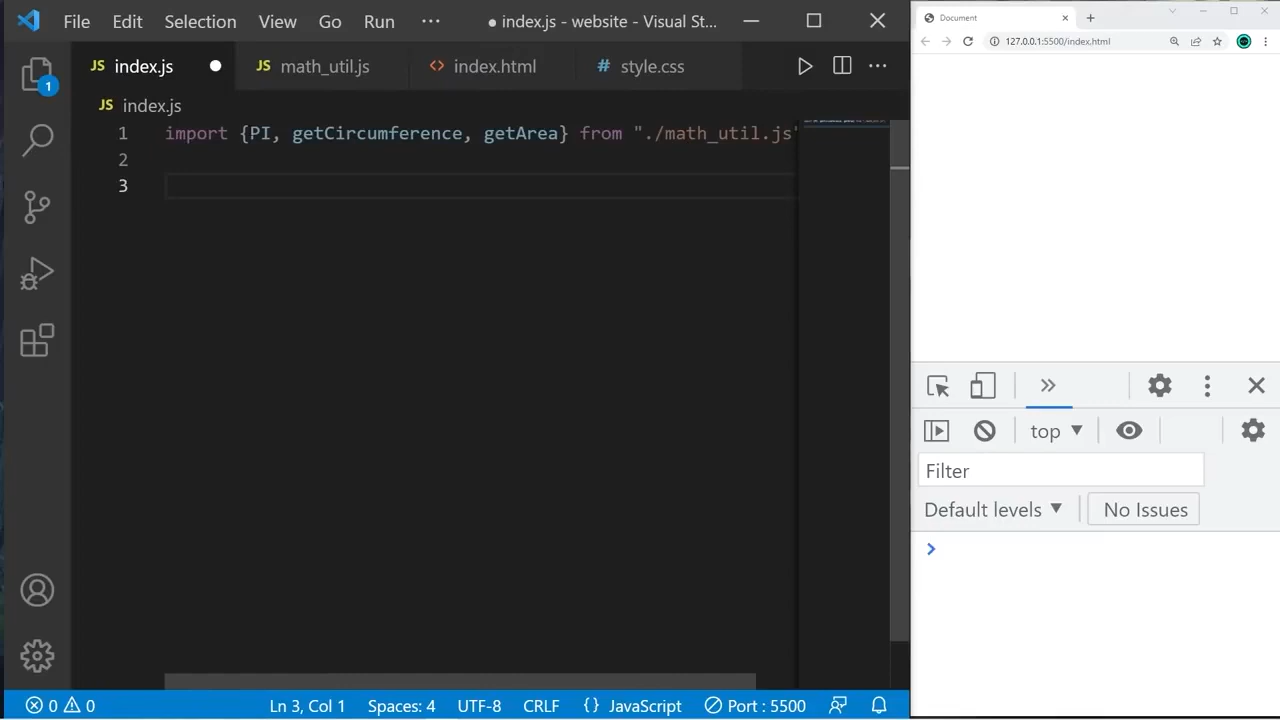 File Edit Selection View Go Run ··· ● index.js - website - Visual St...
JS index.js ● JS math_util.js <> index.html # style.css ···
JS index.js
1 import {PI, getCircumference, getArea} from "./math_util.js"
2
3
1
0 0 Ln 3, Col 1 Spaces: 4 UTF-8 CRLF {} JavaScript Port : 5500
Document
127.0.0.1:5500/index.html
top
Filter
Default levels No Issues